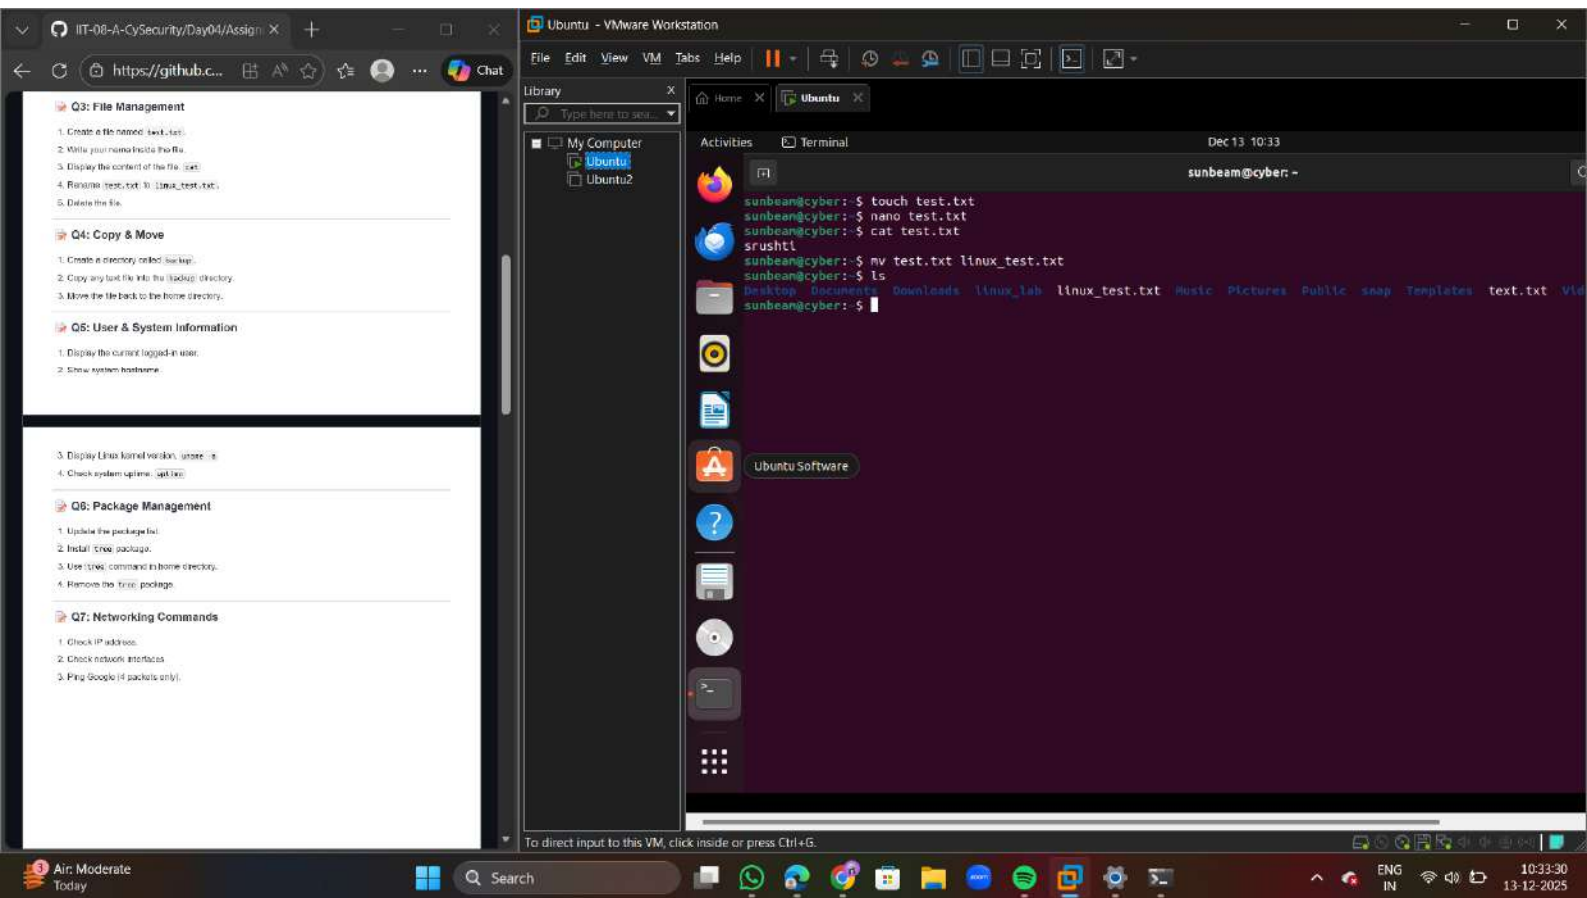 IIT-08-A-CySecurity/Day04/Assign
https://github.c...
Chat
Q3: File Management
1. Create a file named test.txt.
2. Write your name inside the file.
3. Display the content of the file. cat
4. Rename test.txt to linux_test.txt.
5. Delete the file.
Q4: Copy & Move
1. Create a directory called backup.
2. Copy any text file into the backup directory.
3. Move the file back to the home directory.
Q5: User & System Information
1. Display the current logged-in user.
2. Show system hostname.
3. Display Linux kernel version.
4. Check system uptime. uptime
Q6: Package Management
1. Update the package list.
2. Install tree package.
3. Use tree command in home directory.
4. Remove the tree package.
Q7: Networking Commands
1. Check IP address.
2. Check network interfaces
3. Ping Google (4 packets only).
Ubuntu - VMware Workstation
File Edit View VM Tabs Help
Library
Type here to sea...
My Computer
Ubuntu
Ubuntu2
Home
Ubuntu
Activities
Terminal
Dec 13 10:33
sunbeam@cyber: ~
sunbeam@cyber:~$ touch test.txt
sunbeam@cyber:~$ nano test.txt
sunbeam@cyber:~$ cat test.txt
srushti
sunbeam@cyber:~$ mv test.txt linux_test.txt
sunbeam@cyber:~$ ls
Desktop Documents Downloads linux_lab linux_test.txt Music Pictures Public snap Templates text.txt Vid
sunbeam@cyber:~$
Ubuntu Software
To direct input to this VM, click inside or press Ctrl+G.
3
Air: Moderate
Today
Search
zoom
ENG
IN
10:33:30
13-12-2025